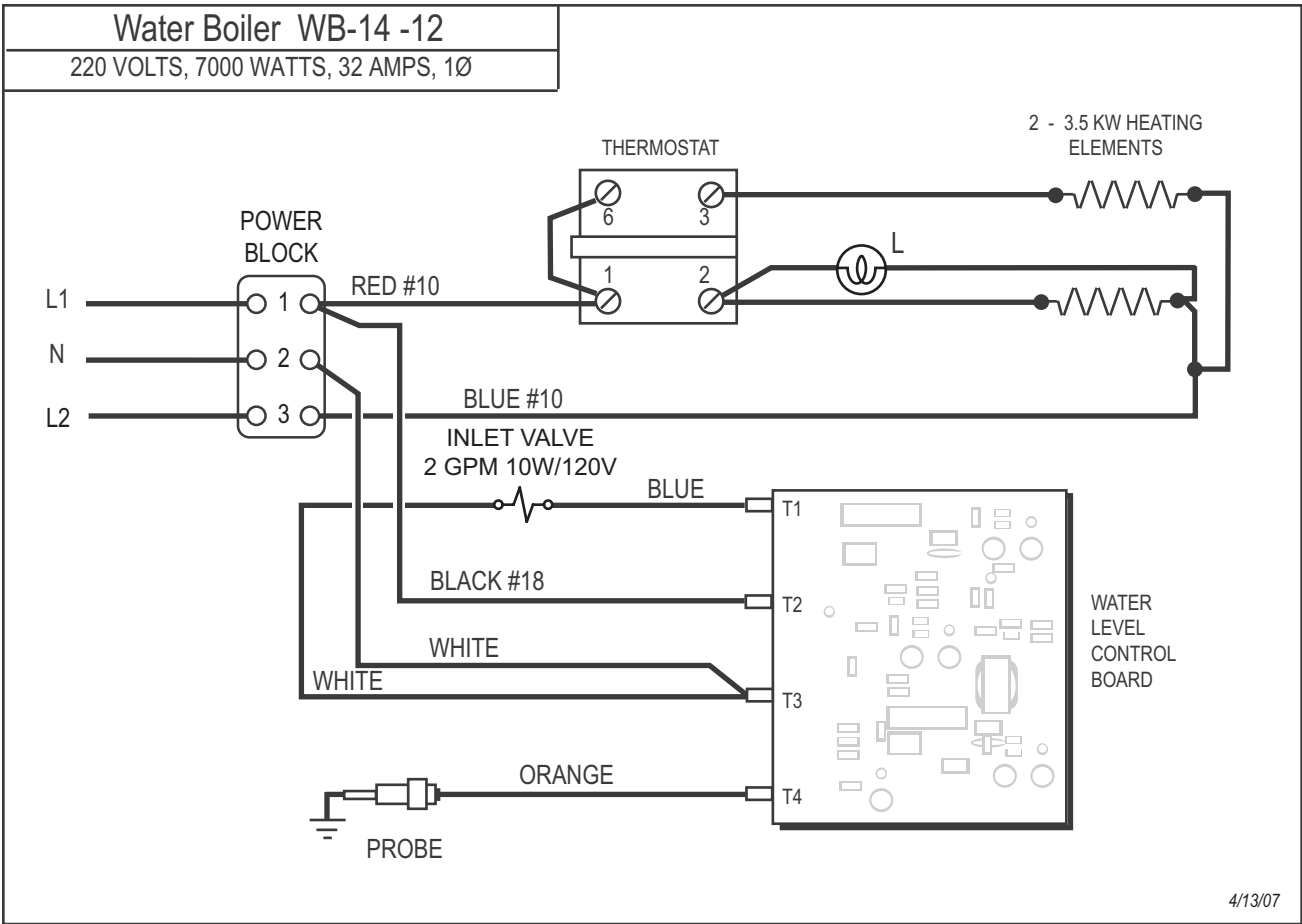 Water Boiler  WB-14 -12
220 VOLTS, 7000 WATTS, 32 AMPS, 1Ø
2 - 3.5 KW HEATING
ELEMENTS
THERMOSTAT
6
3
1
2
L
POWER
BLOCK
L1
1
RED #10
N
2
L2
3
BLUE #10
INLET VALVE
2 GPM 10W/120V
BLUE
T1
BLACK #18
T2
WHITE
WHITE
T3
ORANGE
T4
PROBE
WATER
LEVEL
CONTROL
BOARD
4/13/07